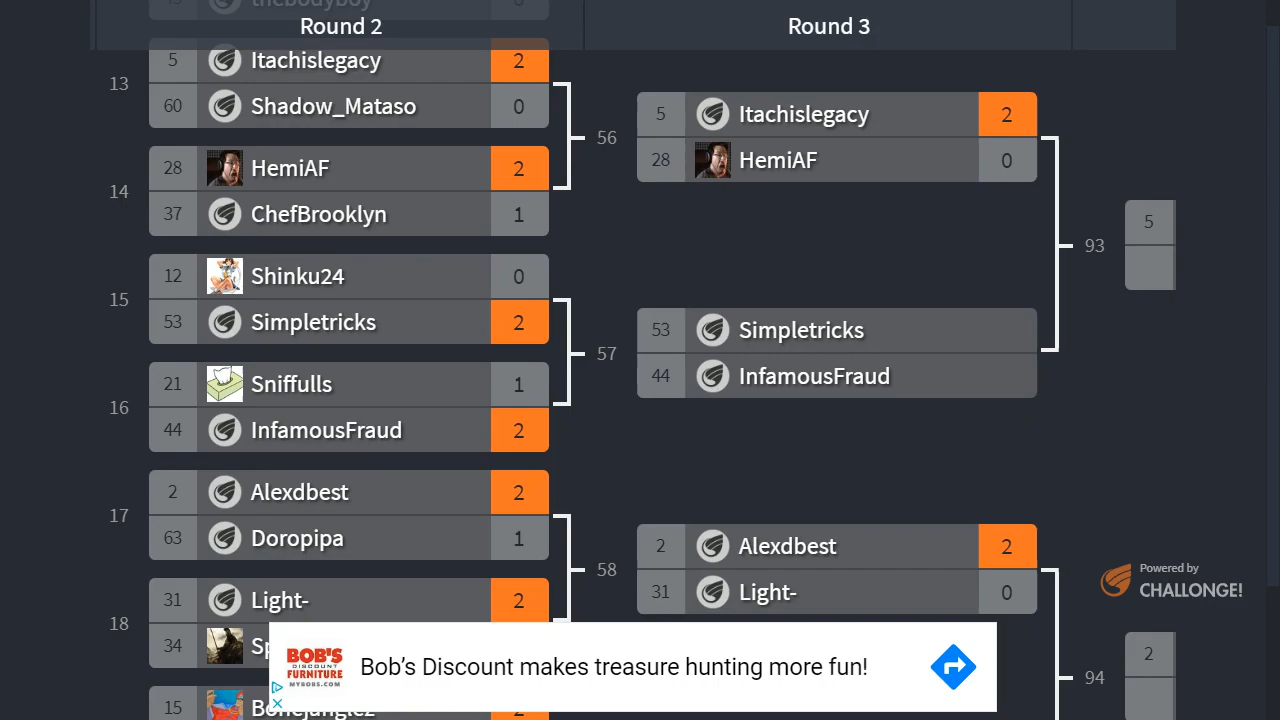 thebodyboy 0
Round 2
Round 3
13
5 Itachislegacy 2
60 Shadow_Mataso 0
14
28 HemiAF 2
37 ChefBrooklyn 1
15
12 Shinku24 0
53 Simpletricks 2
16
21 Sniffulls 1
44 InfamousFraud 2
17
2 Alexdbest 2
63 Doropipa 1
18
31 Light- 2
34
15 Bonejanglez 2
56
5 Itachislegacy 2
28 HemiAF 0
57
53 Simpletricks
44 InfamousFraud
58
2 Alexdbest 2
31 Light- 0
93
5
94
2
Powered by
CHALLONGE!
BOB'S
DISCOUNT
FURNITURE
MYBOBS.COM
Bob's Discount makes treasure hunting more fun!